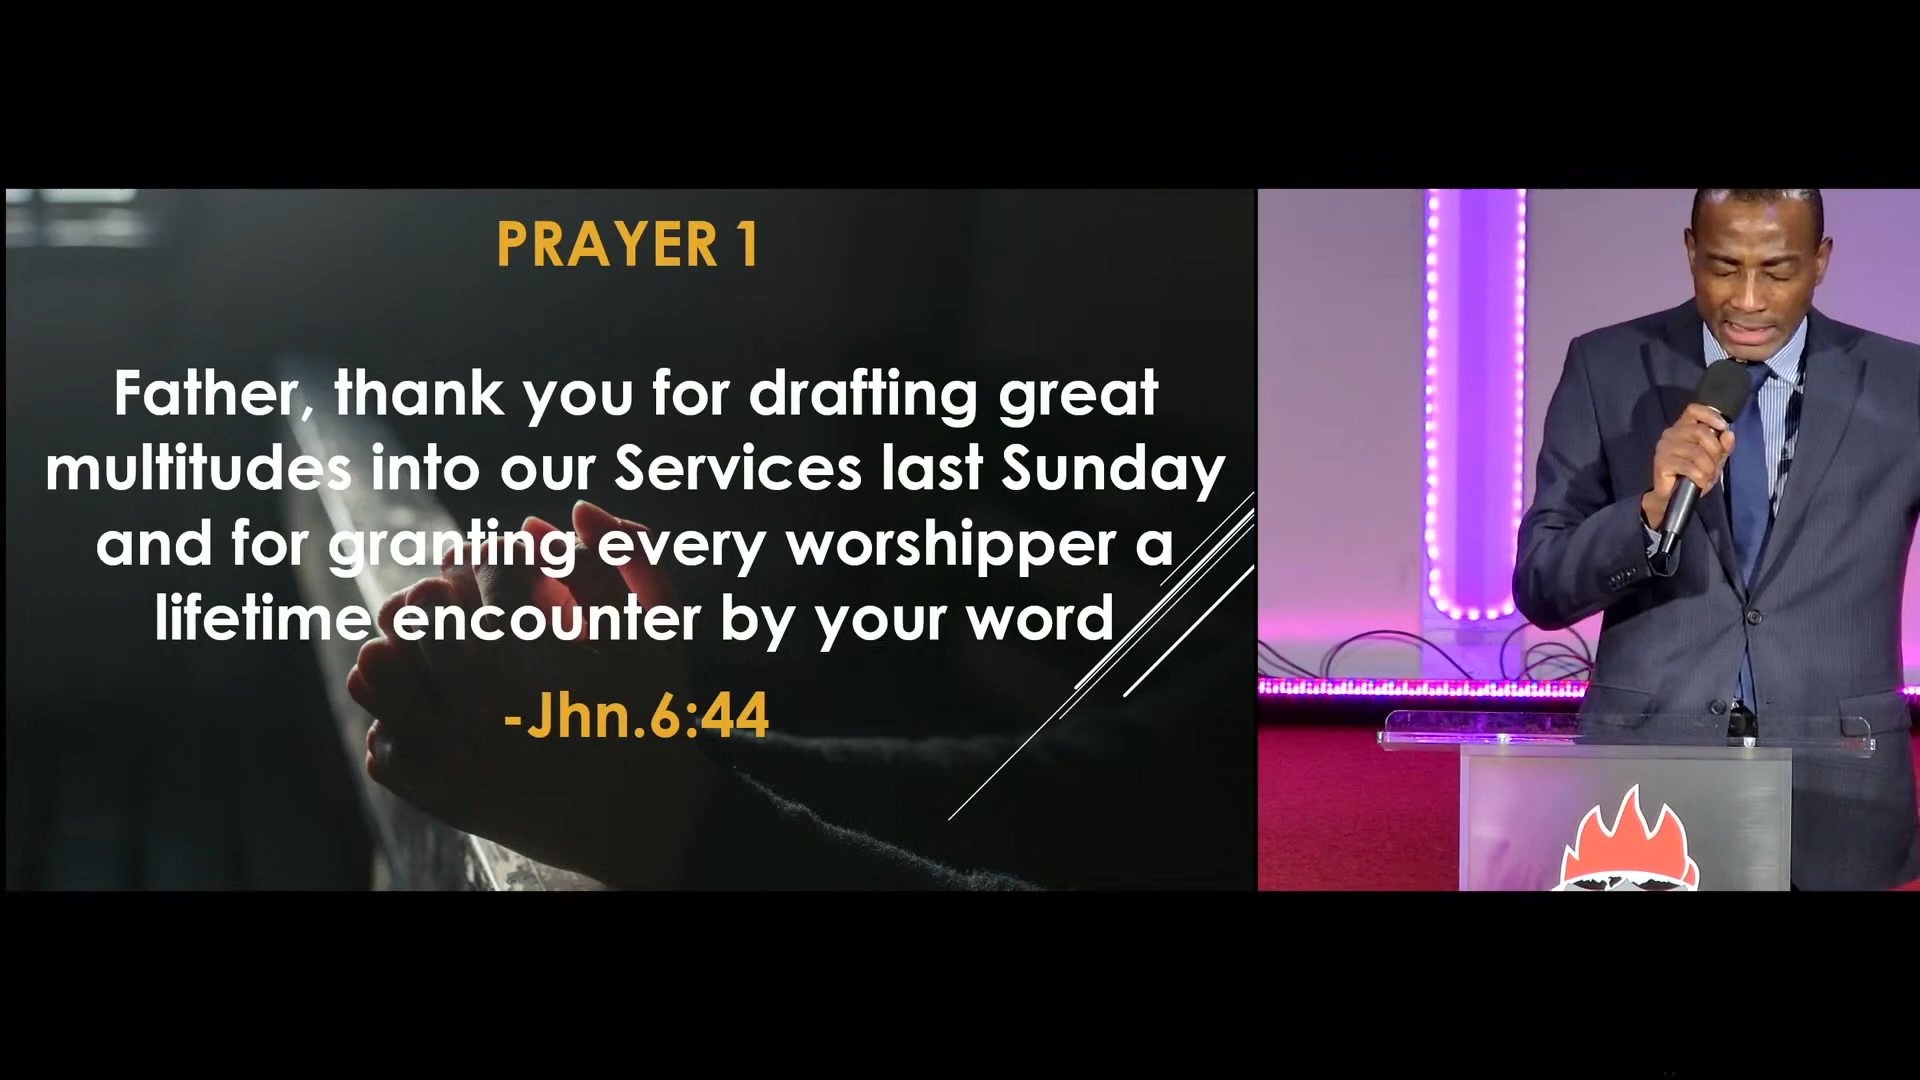 PRAYER 1
Father, thank you for drafting great
multitudes into our Services last Sunday
and for granting every worshipper a
lifetime encounter by your word
-Jhn.6:44